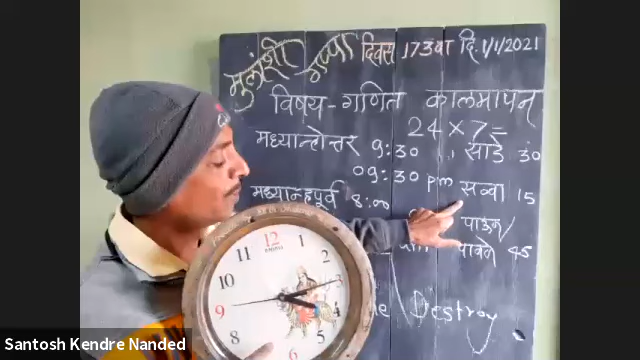 मुलांशी गप्पा दिवस 173 वा दि. 1/1/2021
विषय - गणित कालमापन
24 × 7 =
मध्यान्होत्तर 9:30 साडे 30
09:30 pm सव्वा 15
मध्यान्हपूर्व 8:00
पाऊण
पावणे 45
Destroy
12
1
2
3
4
5
6
8
9
10
11
Santosh Kendre Nanded